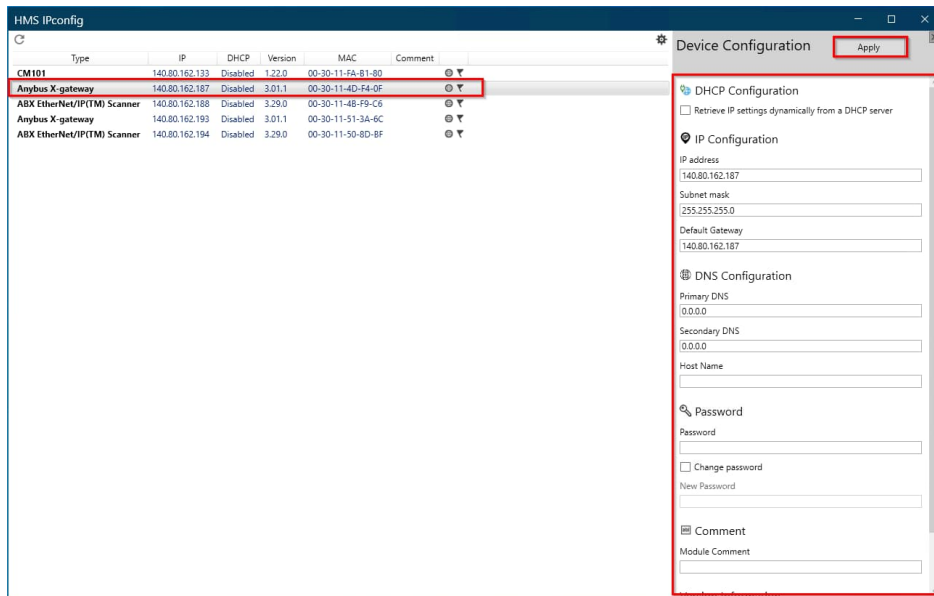 HMS IPconfig
Type IP DHCP Version MAC Comment
CM101 140.80.162.133 Disabled 1.22.0 00-30-11-FA-B1-80
Anybus X-gateway 140.80.162.187 Disabled 3.01.1 00-30-11-4D-F4-0F
ABX EtherNet/IP(TM) Scanner 140.80.162.188 Disabled 3.29.0 00-30-11-4B-F9-C6
Anybus X-gateway 140.80.162.193 Disabled 3.01.1 00-30-11-51-3A-6C
ABX EtherNet/IP(TM) Scanner 140.80.162.194 Disabled 3.29.0 00-30-11-50-8D-BF
Device Configuration
Apply
DHCP Configuration
Retrieve IP settings dynamically from a DHCP server
IP Configuration
IP address
140.80.162.187
Subnet mask
255.255.255.0
Default Gateway
140.80.162.187
DNS Configuration
Primary DNS
0.0.0.0
Secondary DNS
0.0.0.0
Host Name
Password
Password
Change password
New Password
Comment
Module Comment